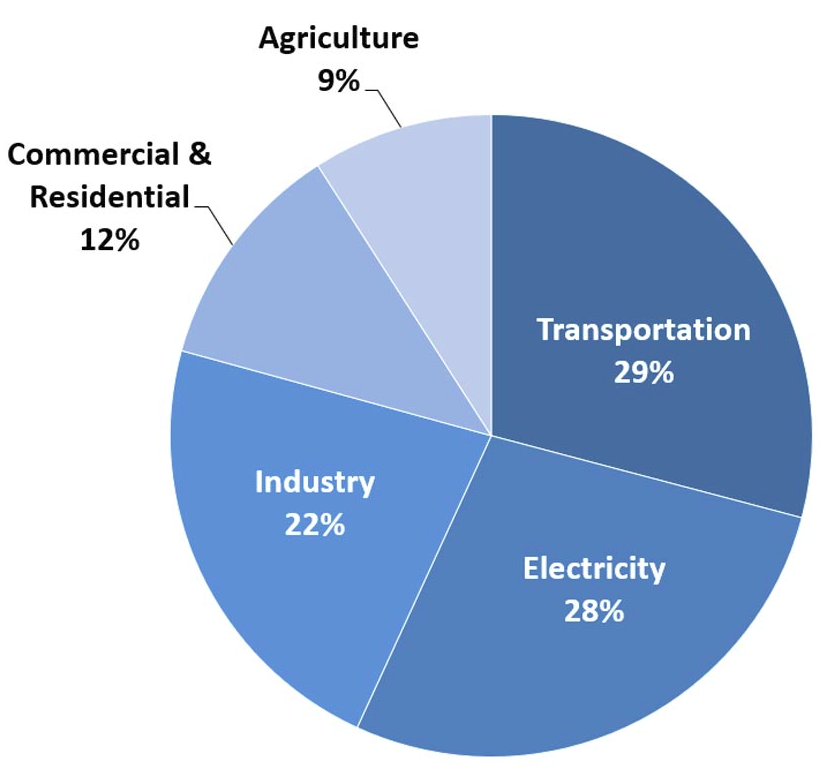 Agriculture
9%
Commercial &
Residential
12%
Transportation
29%
Industry
22%
Electricity
28%